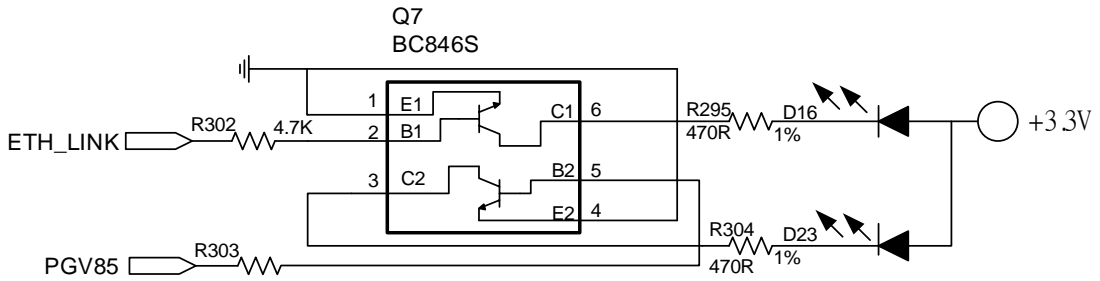 Q7
BC846S
1
E1
C1
6
R295
470R
D16
1%
+3.3V
ETH_LINK
R302
4.7K
2
B1
3
C2
B2
5
E2
4
R304
470R
D23
1%
PGV85
R303